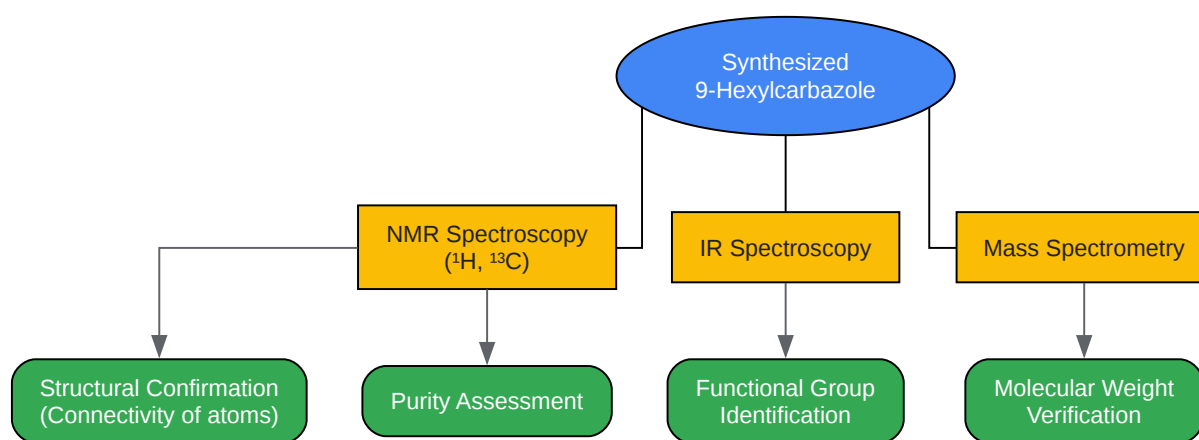 Synthesized
9-Hexylcarbazole
NMR Spectroscopy
(¹H, ¹³C)
IR Spectroscopy
Mass Spectrometry
Structural Confirmation
(Connectivity of atoms)
Purity Assessment
Functional Group
Identification
Molecular Weight
Verification